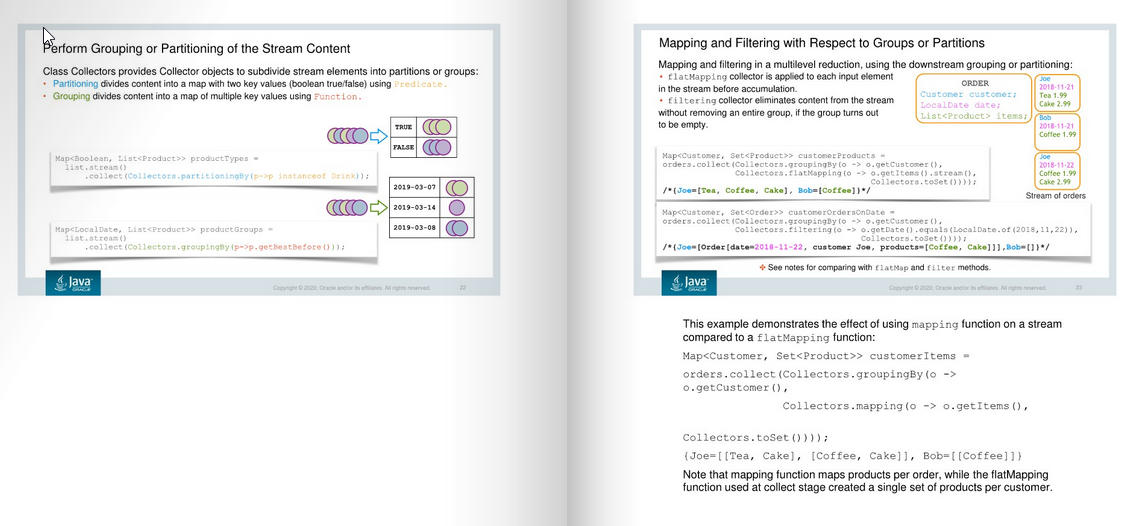 Perform Grouping or Partitioning of the Stream Content
Class Collectors provides Collector objects to subdivide stream elements into partitions or groups:
• Partitioning divides content into a map with two key values (boolean true/false) using Predicate.
• Grouping divides content into a map of multiple key values using Function.
TRUE
FALSE
Map<Boolean, List<Product>> productTypes =
list.stream()
.collect(Collectors.partitioningBy(p->p instanceof Drink));
2019-03-07
2019-03-14
2019-03-08
Map<LocalDate, List<Product>> productGroups =
list.stream()
.collect(Collectors.groupingBy(p->p.getBestBefore()));
Java
ORACLE
Copyright © 2020, Oracle and/or its affiliates. All rights reserved.
22
Mapping and Filtering with Respect to Groups or Partitions
Mapping and filtering in a multilevel reduction, using the downstream grouping or partitioning:
• flatMapping collector is applied to each input element
in the stream before accumulation.
• filtering collector eliminates content from the stream
without removing an entire group, if the group turns out
to be empty.
ORDER
Customer customer;
LocalDate date;
List<Product> items;
Joe
2018-11-21
Tea 1.99
Cake 2.99
Bob
2018-11-21
Coffee 1.99
Joe
2018-11-22
Coffee 1.99
Cake 2.99
Stream of orders
Map<Customer, Set<Product>> customerProducts =
orders.collect(Collectors.groupingBy(o -> o.getCustomer(),
Collectors.flatMapping(o -> o.getItems().stream(),
Collectors.toSet())));
/*{Joe=[Tea, Coffee, Cake], Bob=[Coffee]}*/
Map<Customer, Set<Order>> customerOrdersOnDate =
orders.collect(Collectors.groupingBy(o -> o.getCustomer(),
Collectors.filtering(o -> o.getDate().equals(LocalDate.of(2018,11,22)),
Collectors.toSet())));
/*{Joe=[Order[date=2018-11-22, customer Joe, products=[Coffee, Cake]]],Bob=[]}*/
✤ See notes for comparing with flatMap and filter methods.
Java
ORACLE
Copyright © 2020, Oracle and/or its affiliates. All rights reserved.
23
This example demonstrates the effect of using mapping function on a stream
compared to a flatMapping function:
Map<Customer, Set<Product>> customerItems =
orders.collect(Collectors.groupingBy(o ->
o.getCustomer(),
Collectors.mapping(o -> o.getItems(),
Collectors.toSet())));
{Joe=[[Tea, Cake], [Coffee, Cake]], Bob=[[Coffee]]}
Note that mapping function maps products per order, while the flatMapping
function used at collect stage created a single set of products per customer.